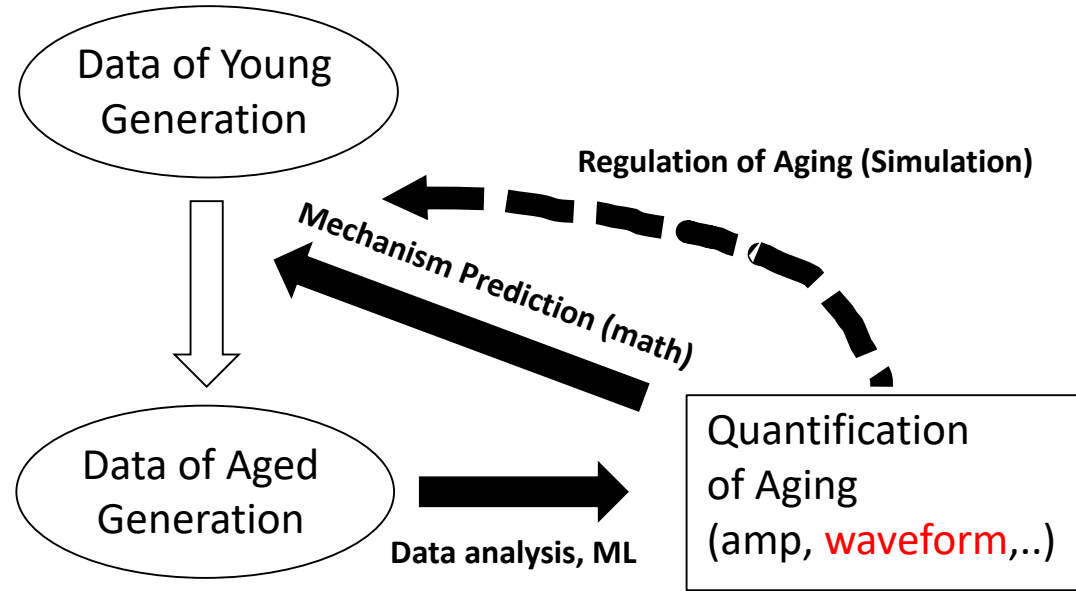 Data of Young
Generation
Regulation of Aging (Simulation)
Mechanism Prediction (math)
Data of Aged
Generation
Data analysis, ML
Quantification
of Aging
(amp, waveform,..)